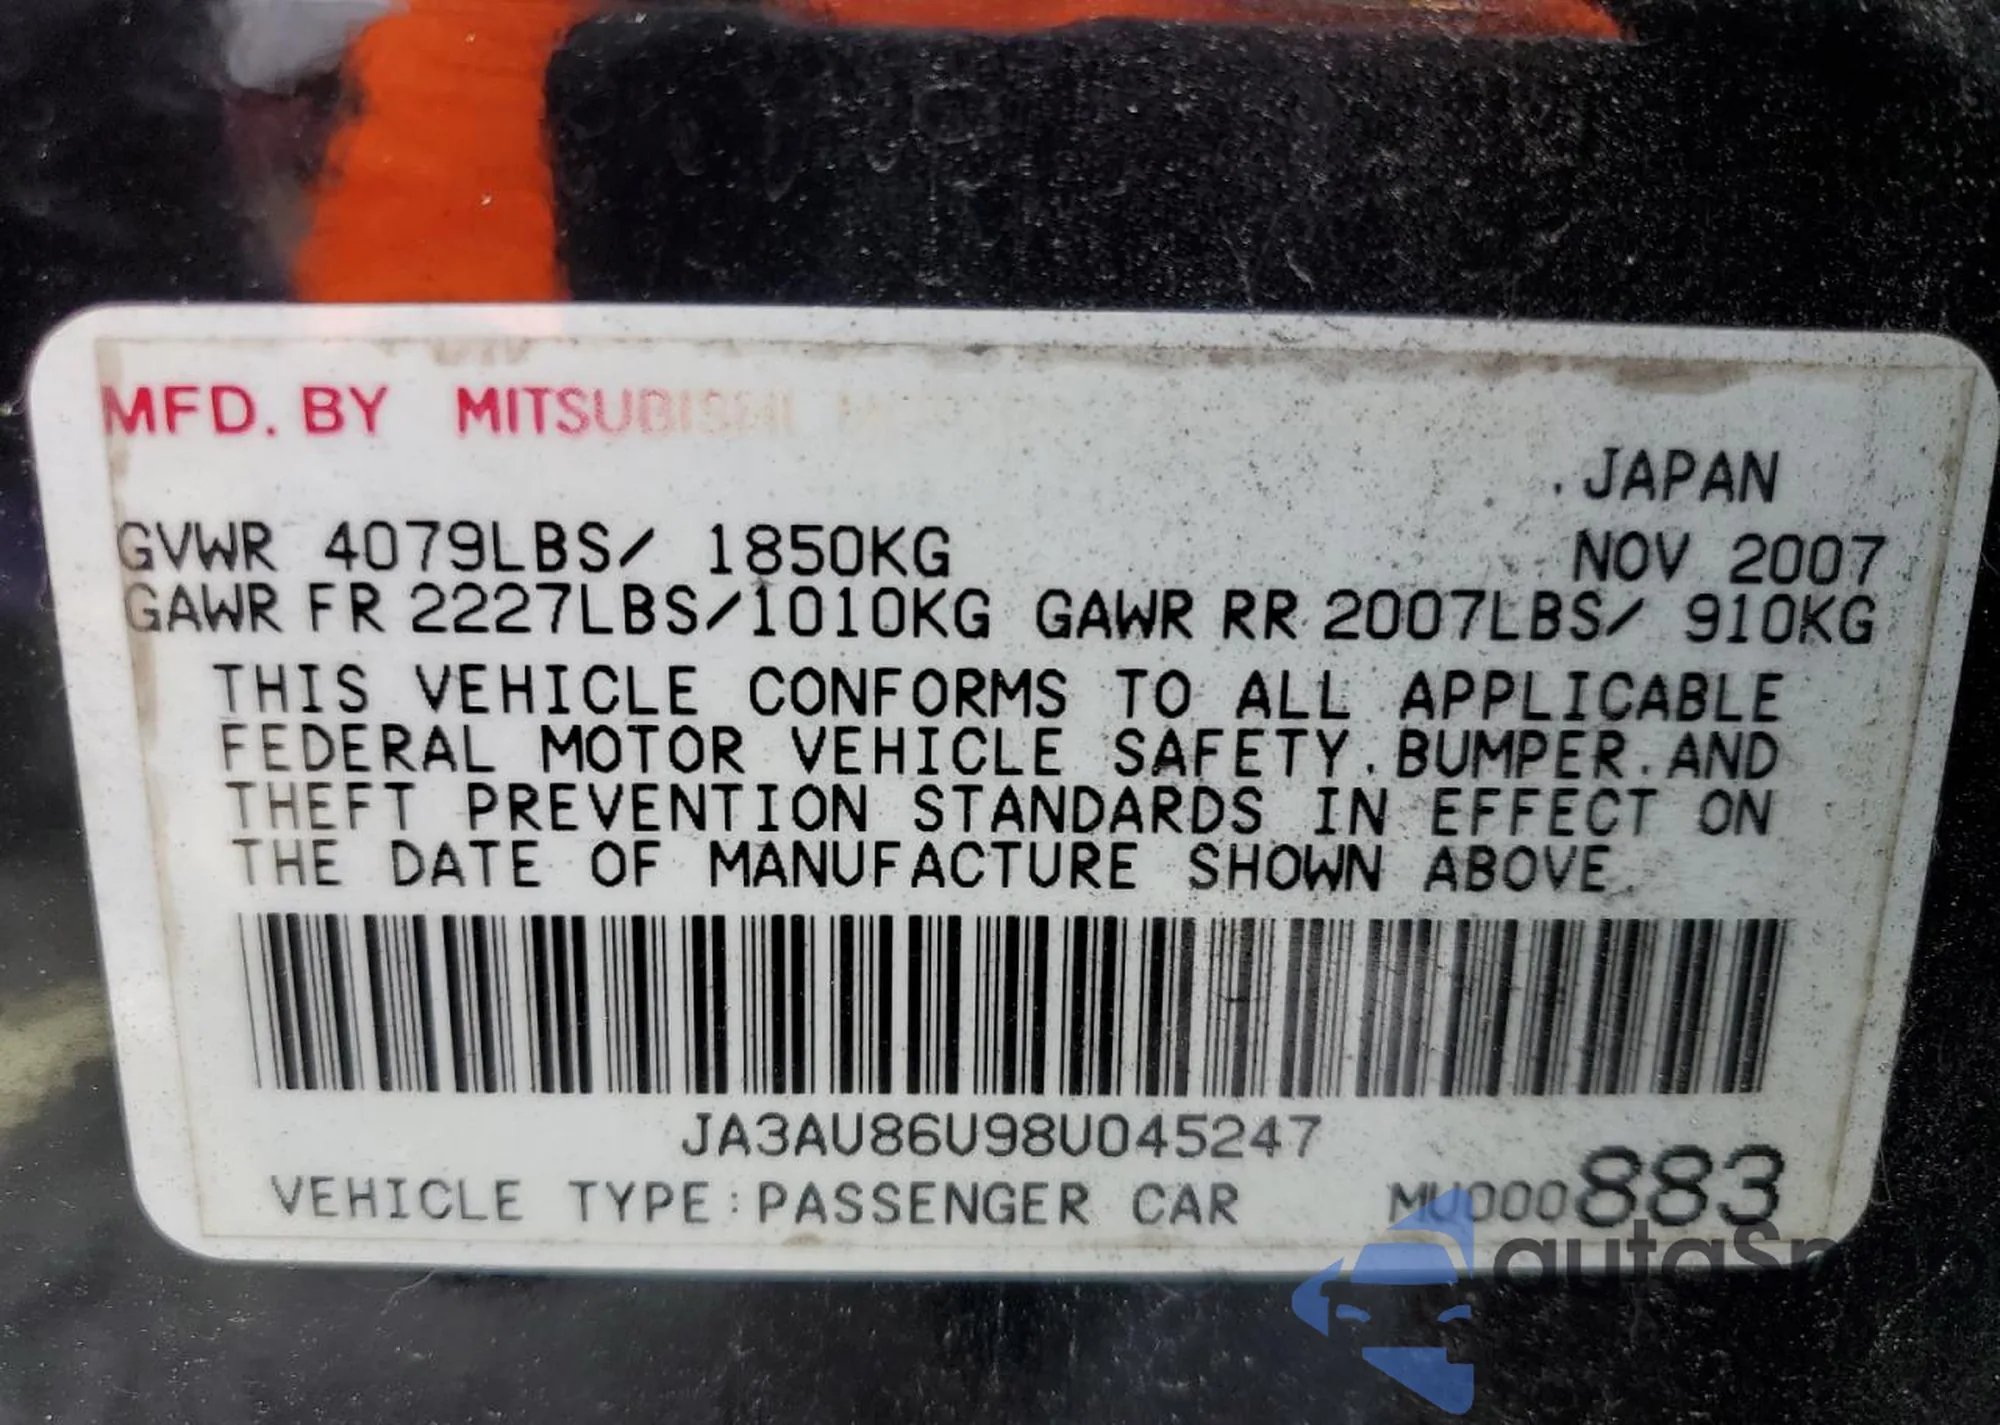 MFD. BY MITSUBISHI
JAPAN
GVWR 4079LBS/ 1850KG NOV 2007
GAWR FR 2227LBS/1010KG GAWR RR 2007LBS/ 910KG
THIS VEHICLE CONFORMS TO ALL APPLICABLE
FEDERAL MOTOR VEHICLE SAFETY.BUMPER.AND
THEFT PREVENTION STANDARDS IN EFFECT ON
THE DATE OF MANUFACTURE SHOWN ABOVE.
JA3AU86U98U045247
VEHICLE TYPE:PASSENGER CAR MU000883